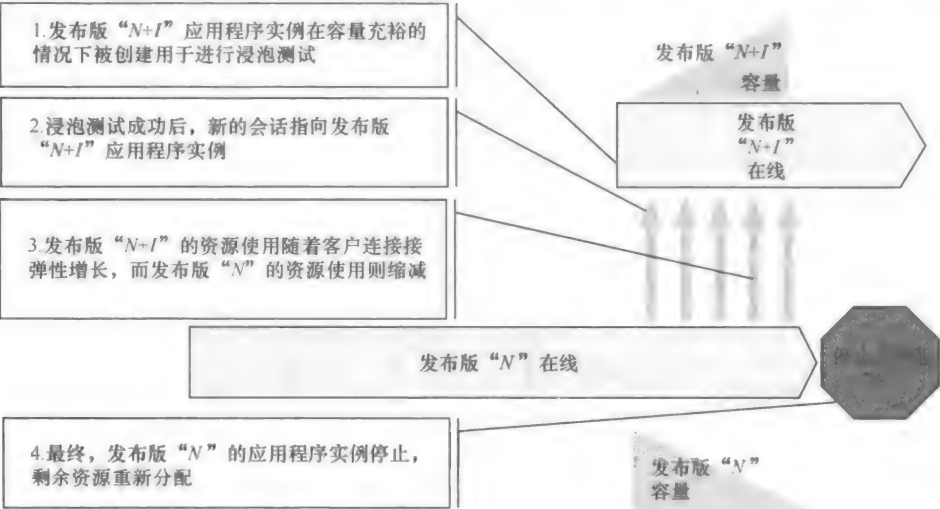 1.发布版“N+I”应用程序实例在容量充裕的
情况下被创建用于进行浸泡测试
2.浸泡测试成功后，新的会话指向发布版
“N+I”应用程序实例
3.发布版“N+I”的资源使用随着客户连接接
弹性增长，而发布版“N”的资源使用则缩减
4.最终，发布版“N”的应用程序实例停止，
剩余资源重新分配
发布版“N+I”
容量
发布版
“N+I”
在线
发布版“N”在线
发布版“N”
容量